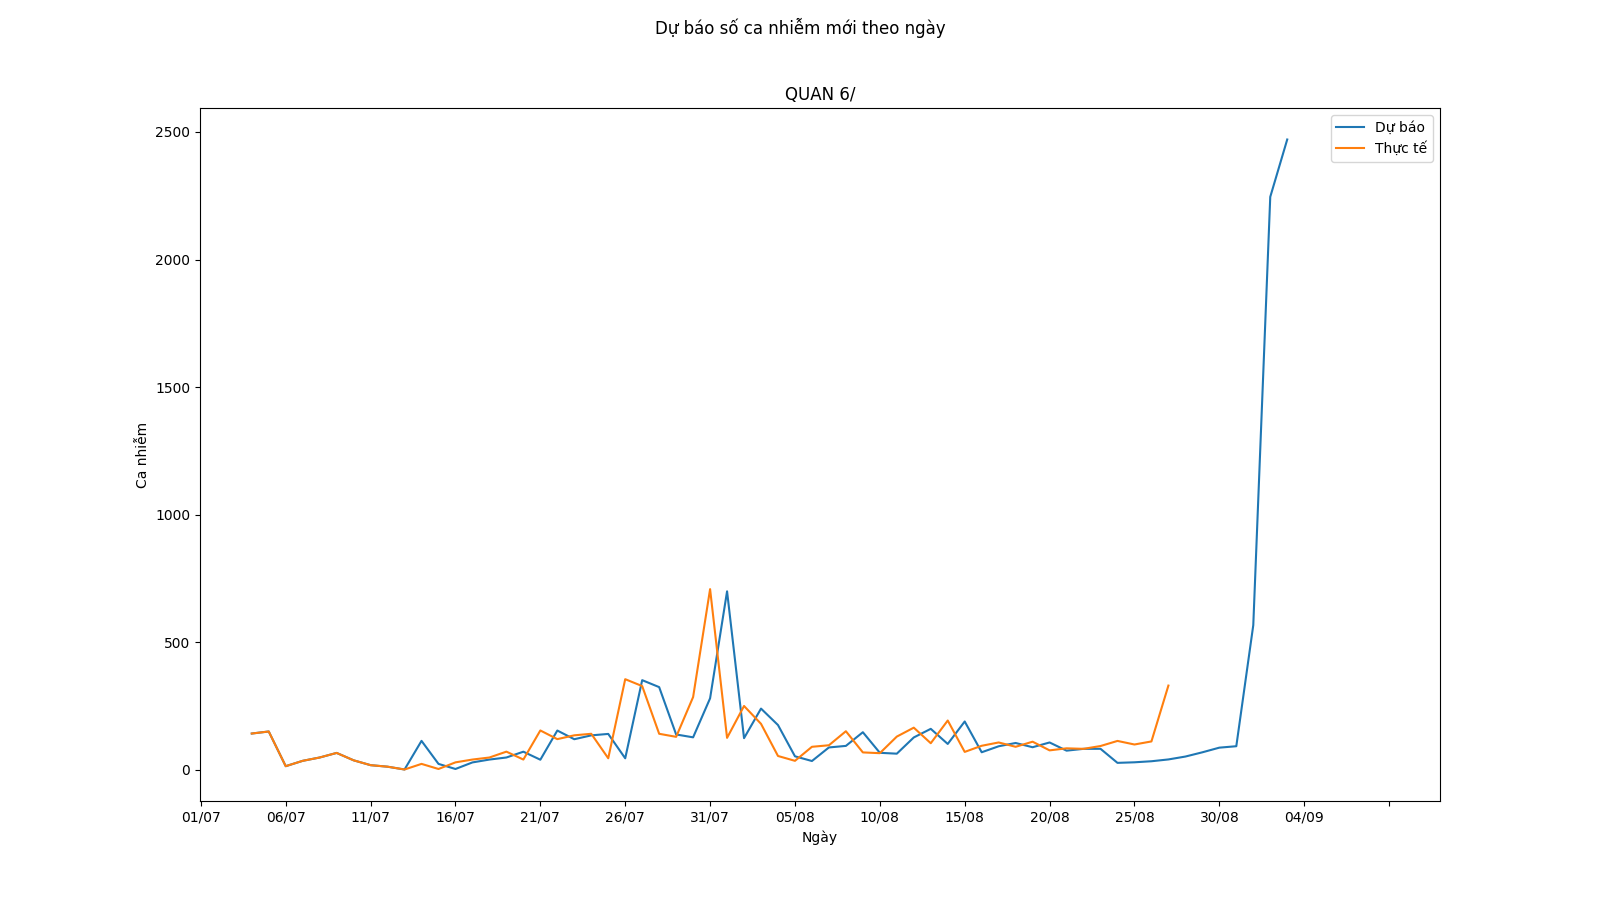 Dự báo số ca nhiễm mới theo ngày
QUAN 6/
Dự báo
Thực tế
2500
2000
1500
1000
500
0
Ca nhiễm
01/07 06/07 11/07 16/07 21/07 26/07 31/07 05/08 10/08 15/08 20/08 25/08 30/08 04/09
Ngày